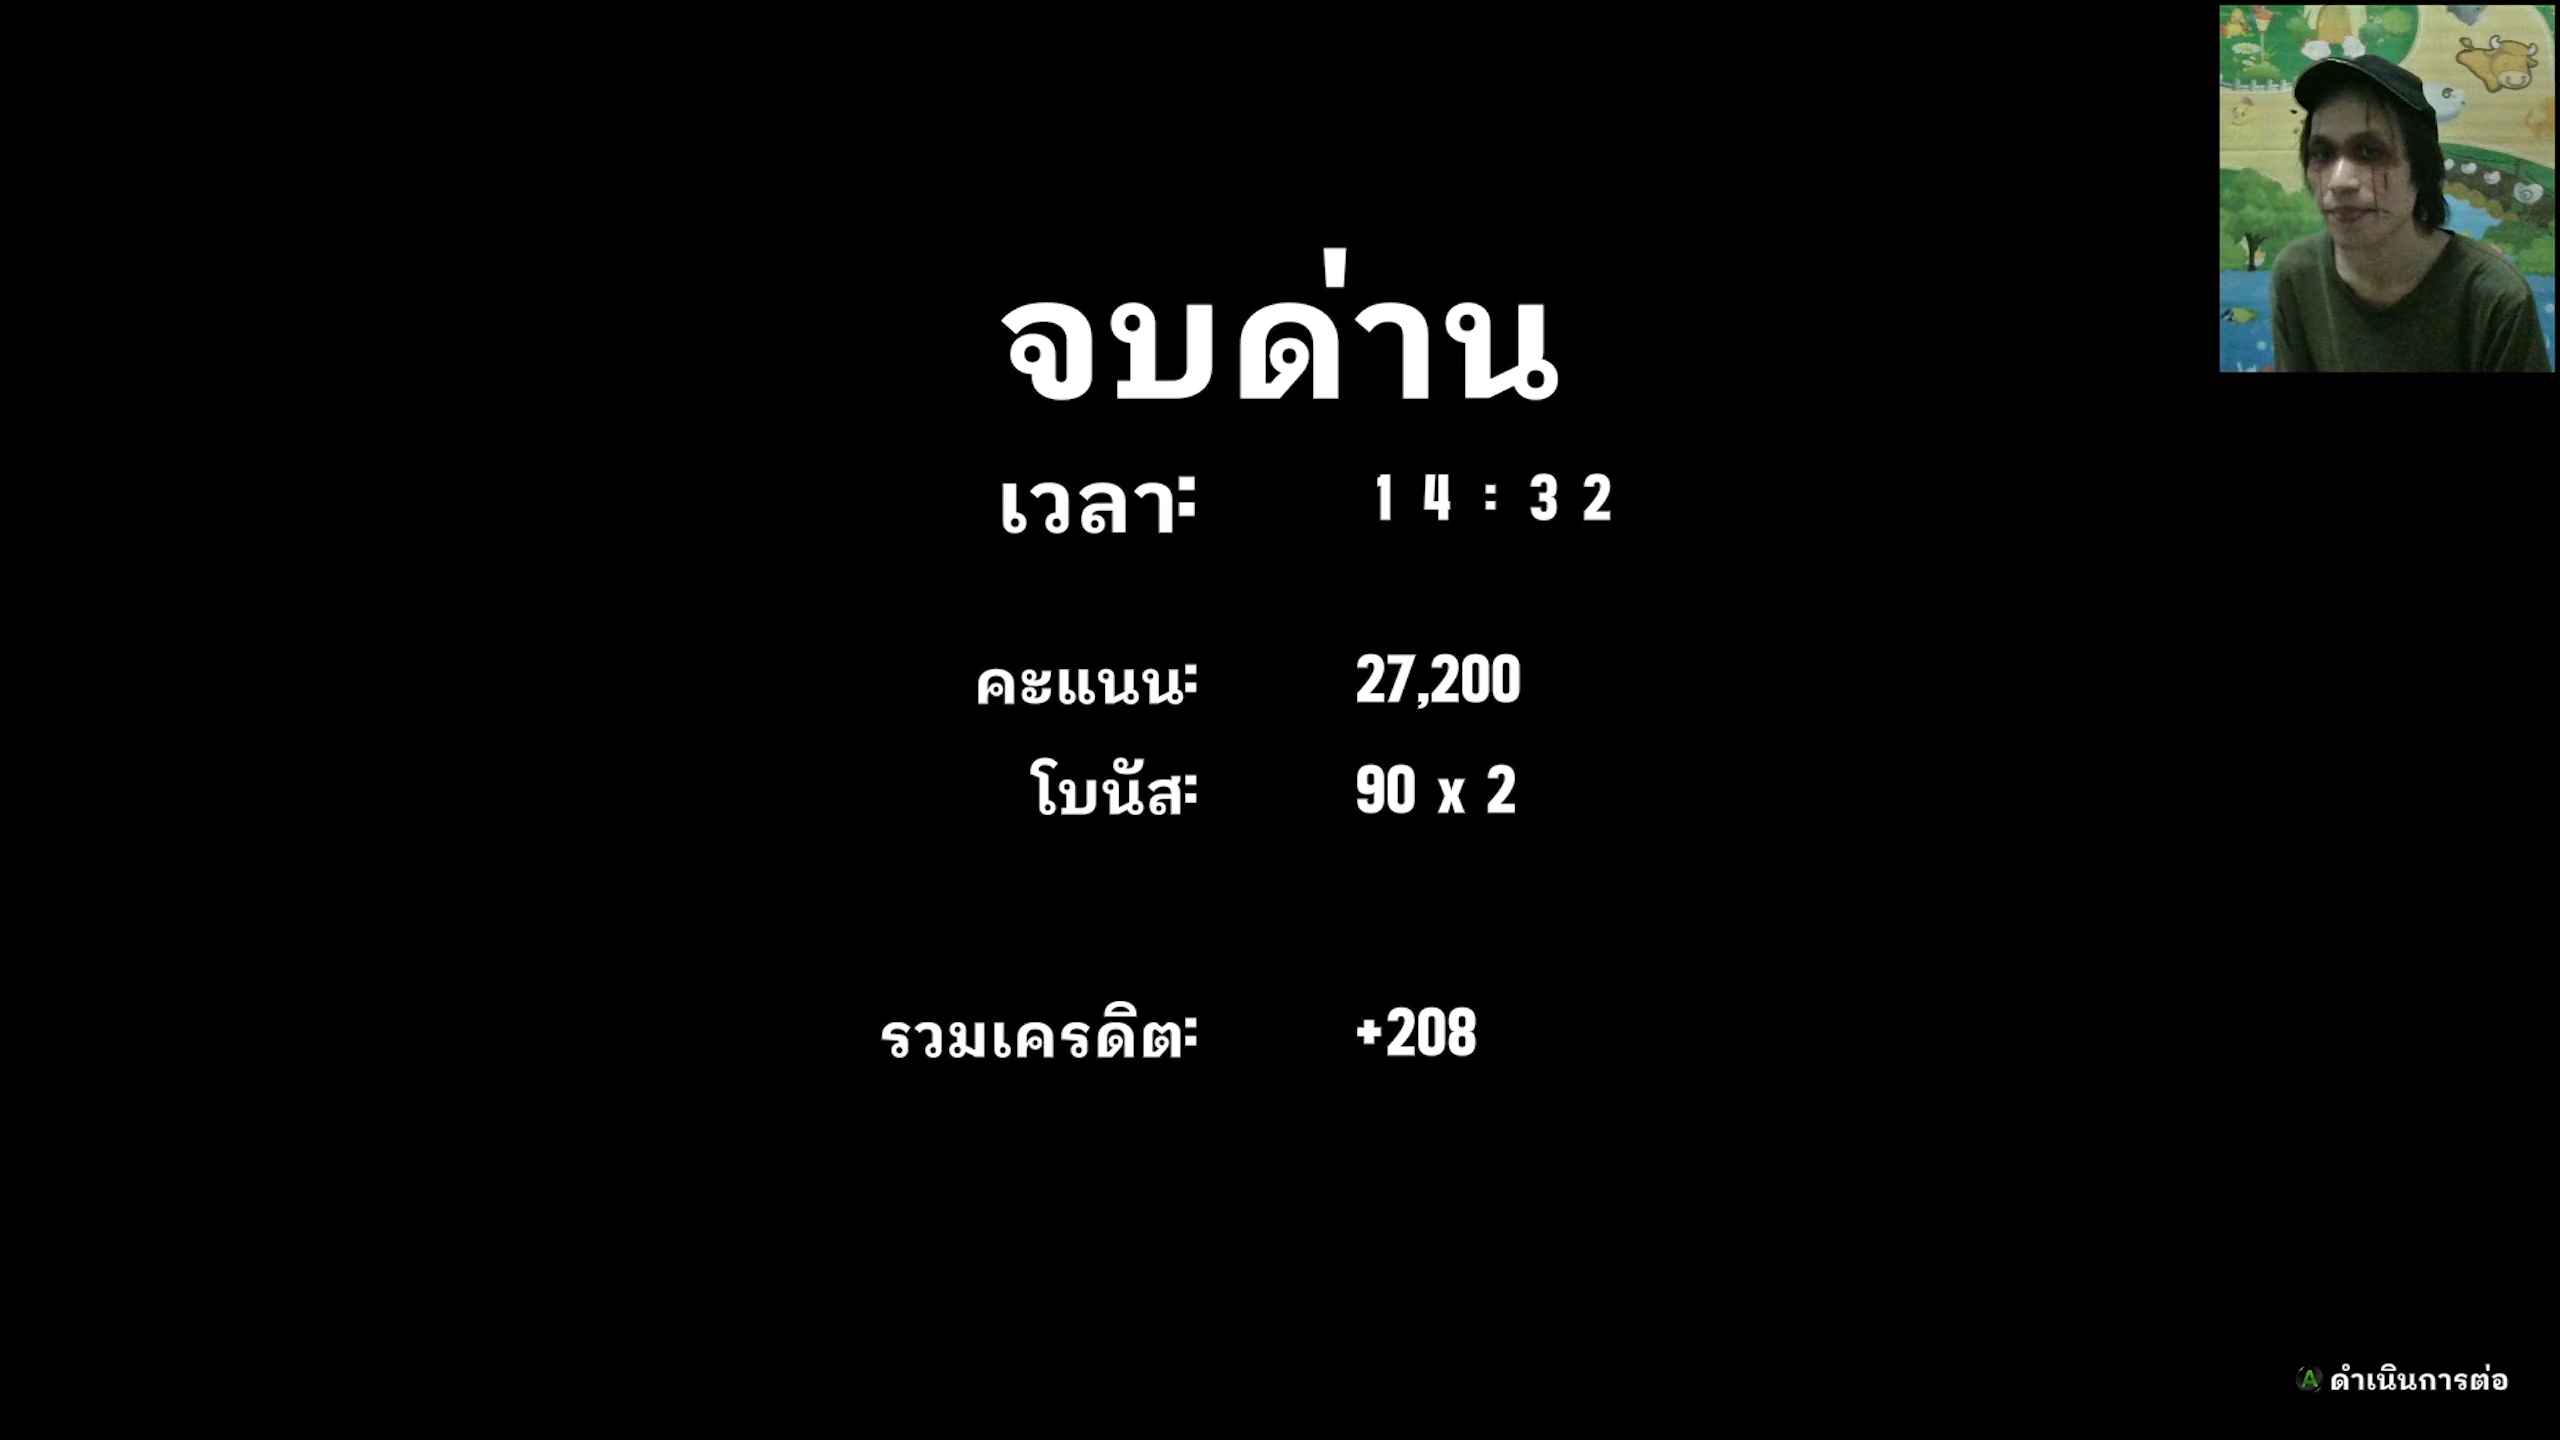 จบด่าน
เวลา: 14:32
คะแนน: 27,200
โบนัส: 90 x 2
รวมเครดิต: +208
A ดำเนินการต่อ